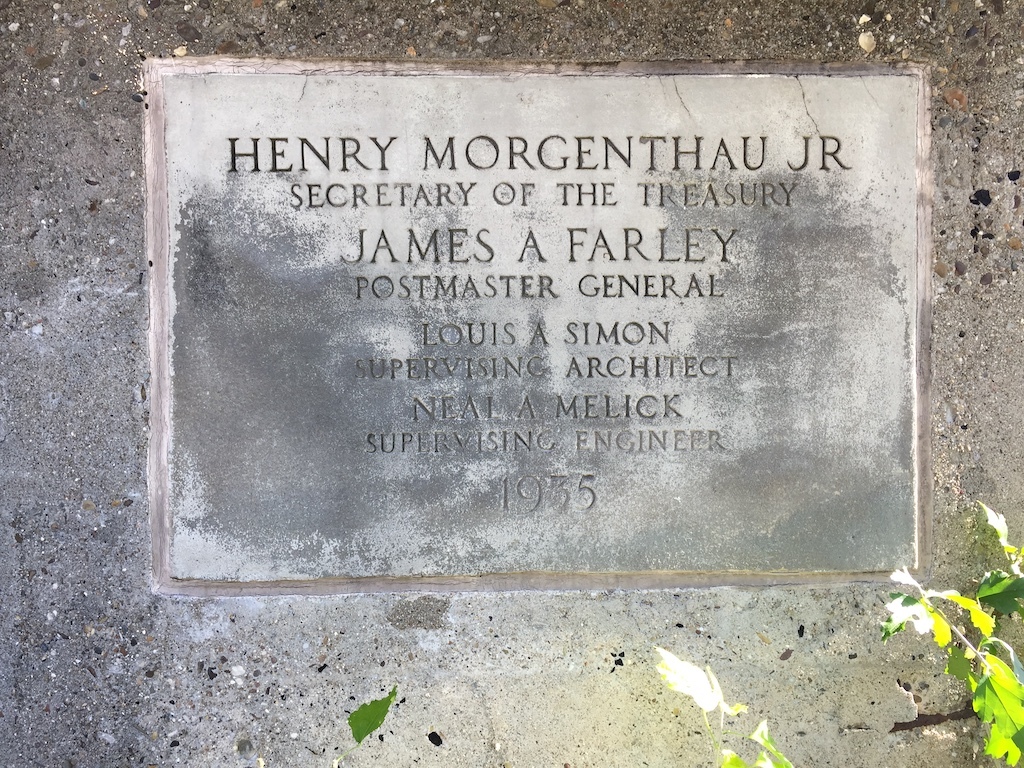 HENRY MORGENTHAU JR
SECRETARY OF THE TREASURY
JAMES A FARLEY
POSTMASTER GENERAL
LOUIS A SIMON
SUPERVISING ARCHITECT
NEAL A MELICK
SUPERVISING ENGINEER
1935